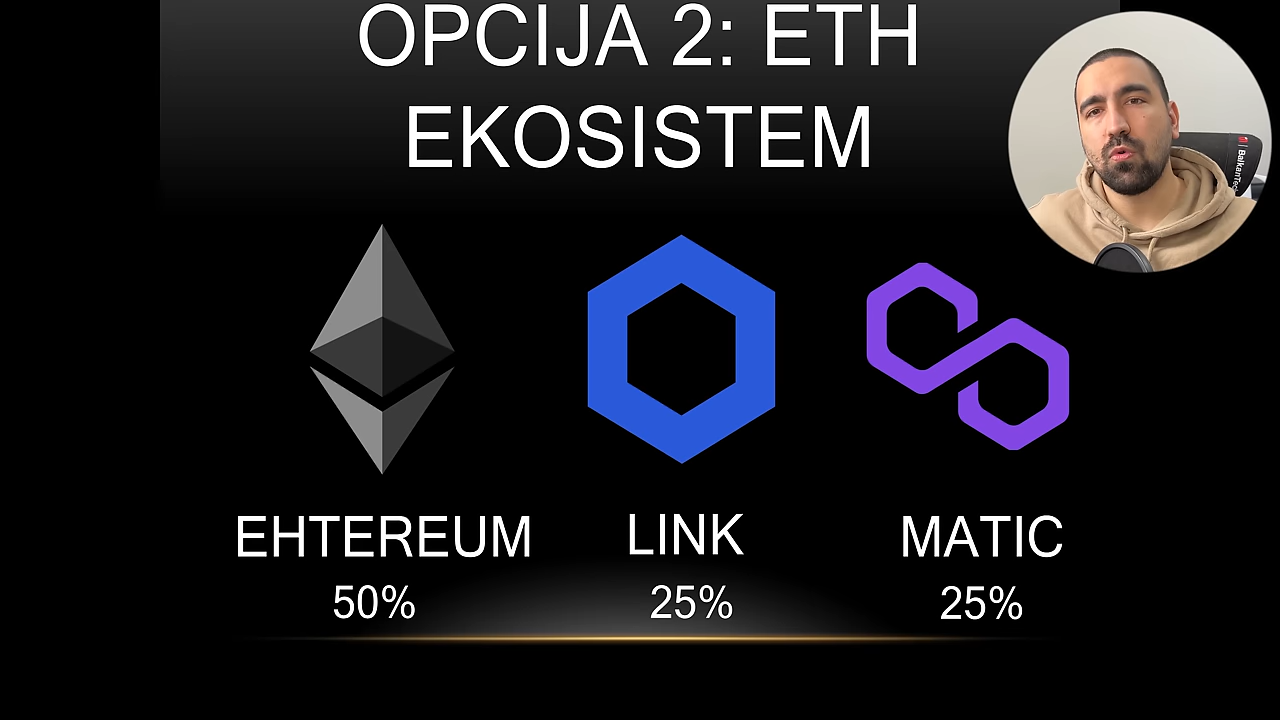 OPCIJA 2: ETH
EKOSISTEM
EHTEREUM
LINK
MATIC
50%
25%
25%